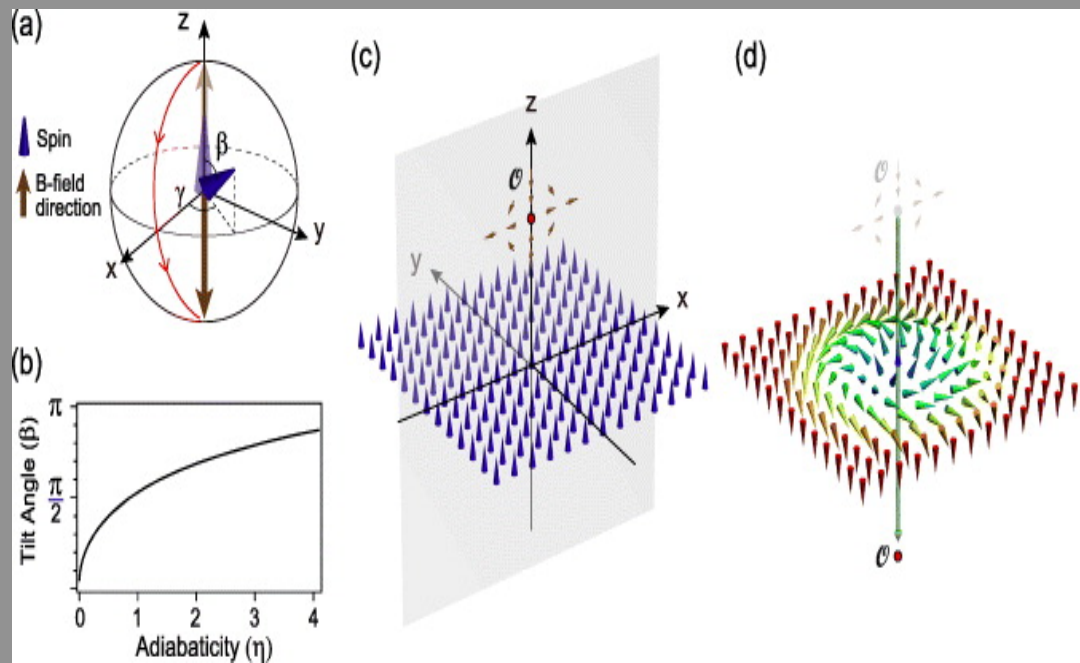 (a)
z
β
Spin
B-field
direction
γ
x
y
(b)
π
π
2
Tilt Angle (β)
0 1 2 3 4
Adiabaticity (η)
(c)
z
𝒪
y
x
(d)
𝒪
𝒪